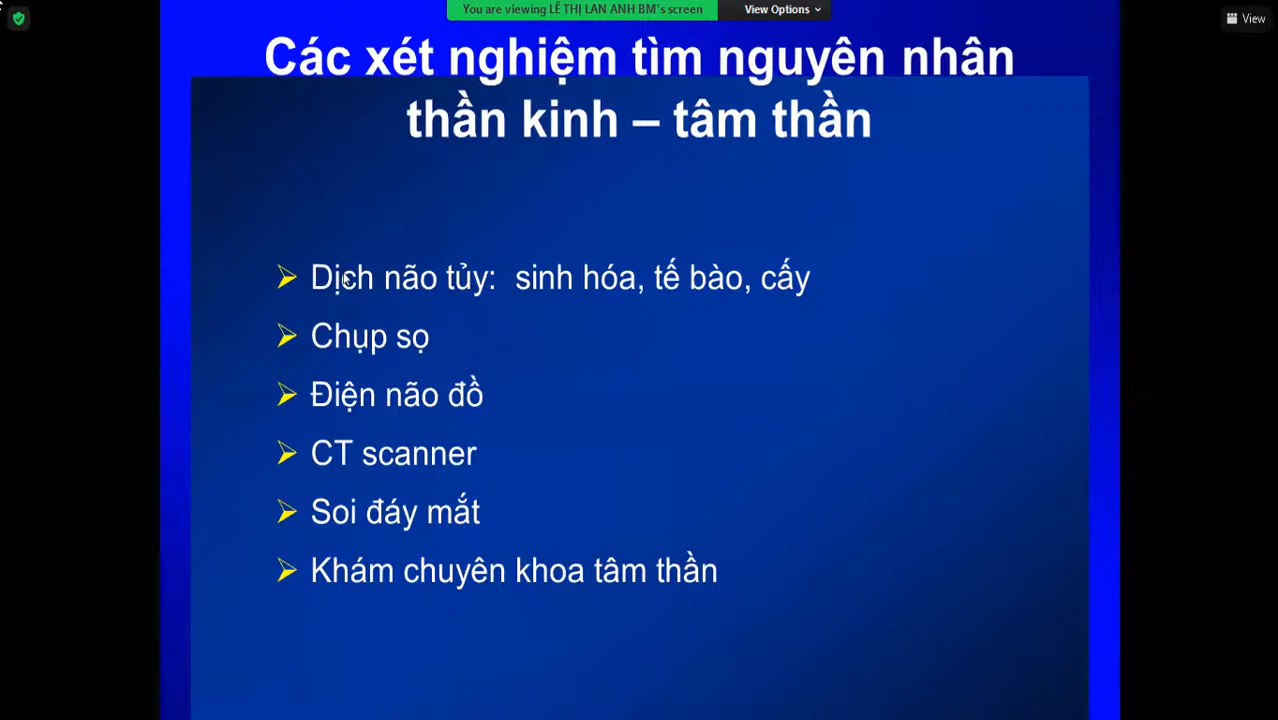 You are viewing LÊ THỊ LAN ANH BM's screen
View Options
View
Các xét nghiệm tìm nguyên nhân
thần kinh – tâm thần
Dịch não tủy: sinh hóa, tế bào, cấy
Chụp sọ
Điện não đồ
CT scanner
Soi đáy mắt
Khám chuyên khoa tâm thần